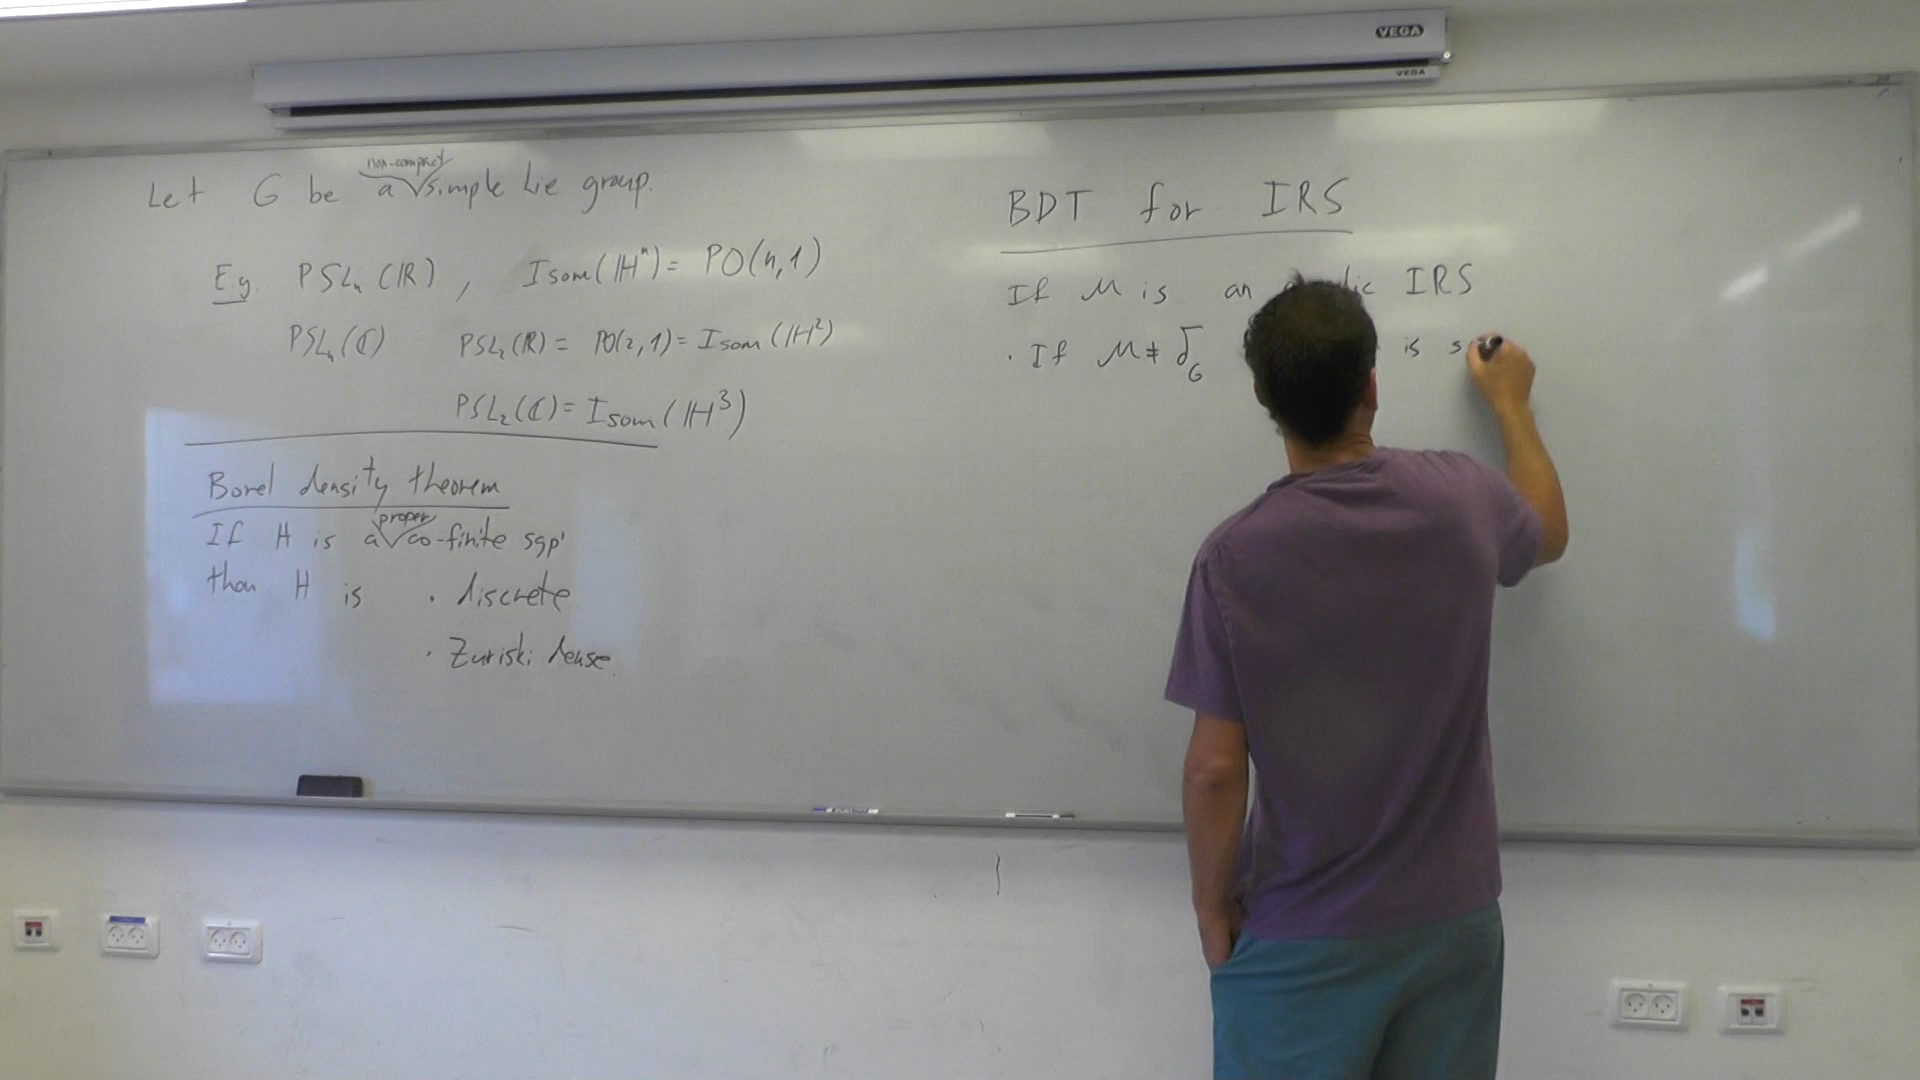 VEGA
VEGA
Let G be a non-compact simple Lie group.
E.g. PSLₙ(ℝ), Isom(ℍⁿ) = PO(n,1)
PSLₙ(ℂ) PSL₂(ℝ) = PO(2,1) = Isom(ℍ²)
PSL₂(ℂ) = Isom(ℍ³)
Borel density theorem
If H is a proper co-finite sgp
then H is · discrete
· Zariski dense.
BDT for IRS
If μ is an IRS
· If μ ≠ δ_G is